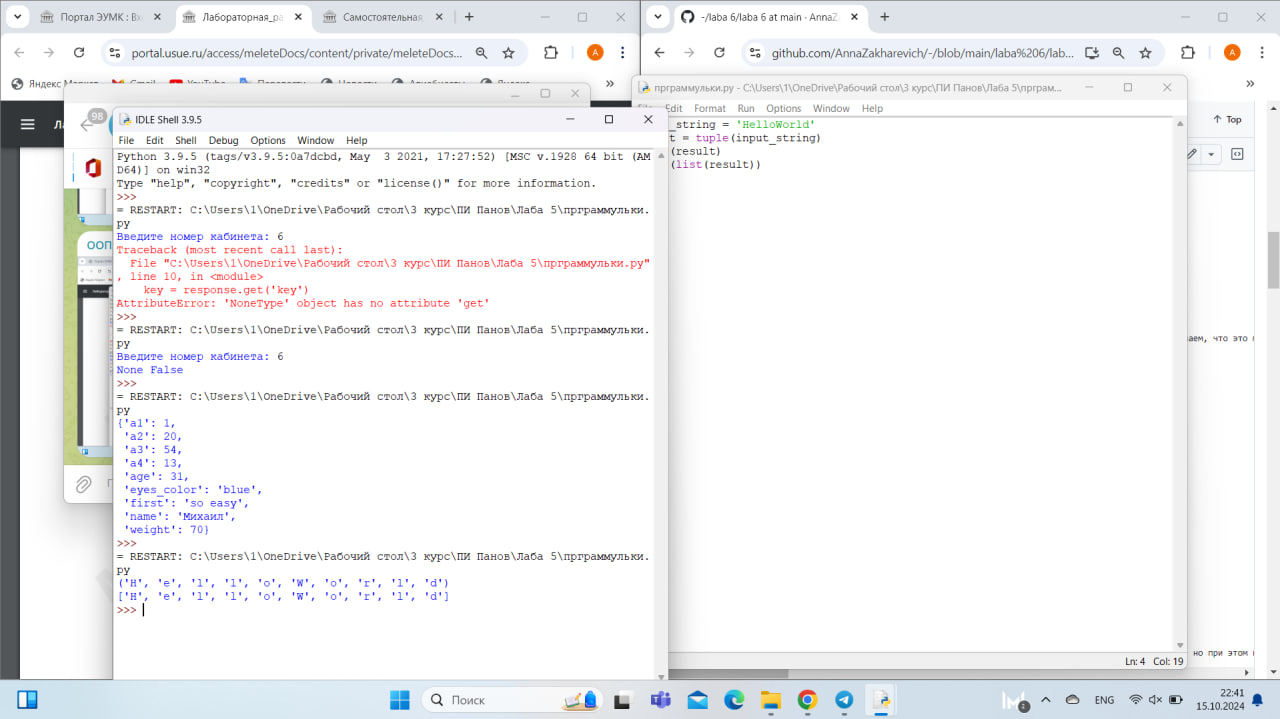 Портал ЭУМК : Вх
Лабораторная_ра
Самостоятельная_
-/laba 6/laba 6 at main · AnnaZ
portal.usue.ru/access/meleteDocs/content/private/meleteDocs...
A
github.com/AnnaZakharevich/-/blob/main/laba%206/lab...
A
Яндекс Маркет
Gmail
YouTube
Новости
»
»
98
IDLE Shell 3.9.5
File Edit Shell Debug Options Window Help
Python 3.9.5 (tags/v3.9.5:0a7dcbd, May 3 2021, 17:27:52) [MSC v.1928 64 bit (AM
D64)] on win32
Type "help", "copyright", "credits" or "license()" for more information.
>>>
= RESTART: C:\Users\1\OneDrive\Рабочий стол\3 курс\ПИ Панов\Лаба 5\прграммульки.
py
Введите номер кабинета: 6
Traceback (most recent call last):
File "C:\Users\1\OneDrive\Рабочий стол\3 курс\ПИ Панов\Лаба 5\прграммульки.py"
, line 10, in <module>
key = response.get('key')
AttributeError: 'NoneType' object has no attribute 'get'
>>>
= RESTART: C:\Users\1\OneDrive\Рабочий стол\3 курс\ПИ Панов\Лаба 5\прграммульки.
py
Введите номер кабинета: 6
None False
>>>
= RESTART: C:\Users\1\OneDrive\Рабочий стол\3 курс\ПИ Панов\Лаба 5\прграммульки.
py
{'a1': 1,
'a2': 20,
'a3': 54,
'a4': 13,
'age': 31,
'eyes_color': 'blue',
'first': 'so easy',
'name': 'Михаил',
'weight': 70}
>>>
= RESTART: C:\Users\1\OneDrive\Рабочий стол\3 курс\ПИ Панов\Лаба 5\прграммульки.
py
('H', 'e', 'l', 'l', 'o', 'W', 'o', 'r', 'l', 'd')
['H', 'e', 'l', 'l', 'o', 'W', 'o', 'r', 'l', 'd']
>>>
ООП
прграммульки.py - C:\Users\1\OneDrive\Рабочий стол\3 курс\ПИ Панов\Лаба 5\прграм...
Edit Format Run Options Window Help
_string = 'HelloWorld'
t = tuple(input_string)
(result)
(list(result))
Ln: 4 Col: 19
Top
аем, что это
но при этом
Поиск
ENG
22:41
15.10.2024